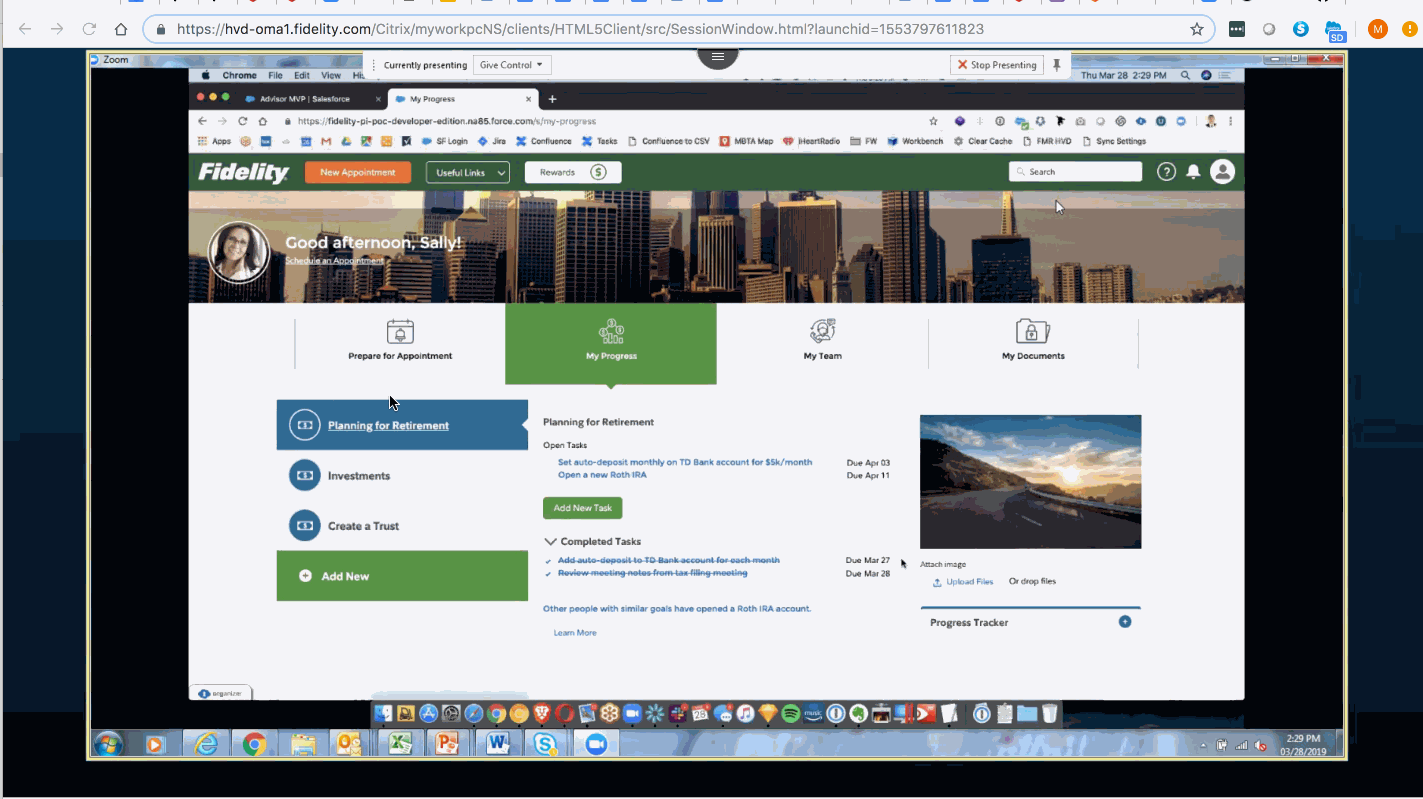 https://hvd-oma1.fidelity.com/Citrix/myworkpcNS/clients/HTML5Client/src/SessionWindow.html?launchid=1553797611823
SD
M
Zoom
Currently presenting
Give Control
Stop Presenting
Chrome File Edit View
Thu Mar 28 2:29 PM
Advisor MVP | Salesforce
My Progress
https://fidelity-pi-poc-developer-edition.na85.force.com/s/my-progress
Apps
SF Login
Jira
Confluence
Tasks
Confluence to CSV
MBTA Map
iHeartRadio
FW
Workbench
Clear Cache
FMR HVD
Sync Settings
Fidelity
New Appointment
Useful Links
Rewards
$
Search
?
Good afternoon, Sally!
Schedule an Appointment
Prepare for Appointment
My Progress
My Team
My Documents
Planning for Retirement
Investments
Create a Trust
Add New
Planning for Retirement
Open Tasks
Set auto-deposit monthly on TD Bank account for $5k/month Due Apr 03
Open a new Roth IRA Due Apr 11
Add New Task
Completed Tasks
Add auto-deposit to TD Bank account for each month Due Mar 27
Review meeting notes from tax filing meeting Due Mar 28
Other people with similar goals have opened a Roth IRA account.
Learn More
Attach image
Upload Files Or drop files
Progress Tracker
organizer
28
music
2:29 PM
03/28/2019